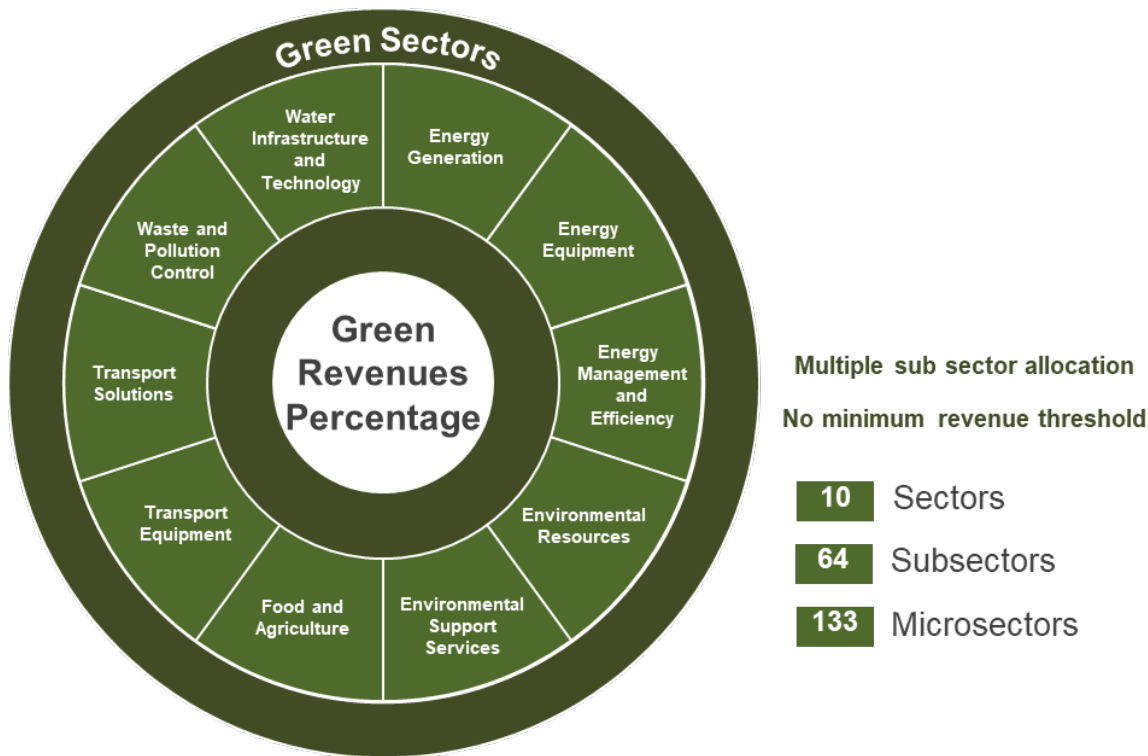 Green Sectors
Water
Infrastructure
and
Technology
Energy
Generation
Energy
Equipment
Energy
Management
and
Efficiency
Environmental
Resources
Environmental
Support
Services
Food and
Agriculture
Transport
Equipment
Transport
Solutions
Waste and
Pollution
Control
Green
Revenues
Percentage
Multiple sub sector allocation
No minimum revenue threshold
10 Sectors
64 Subsectors
133 Microsectors